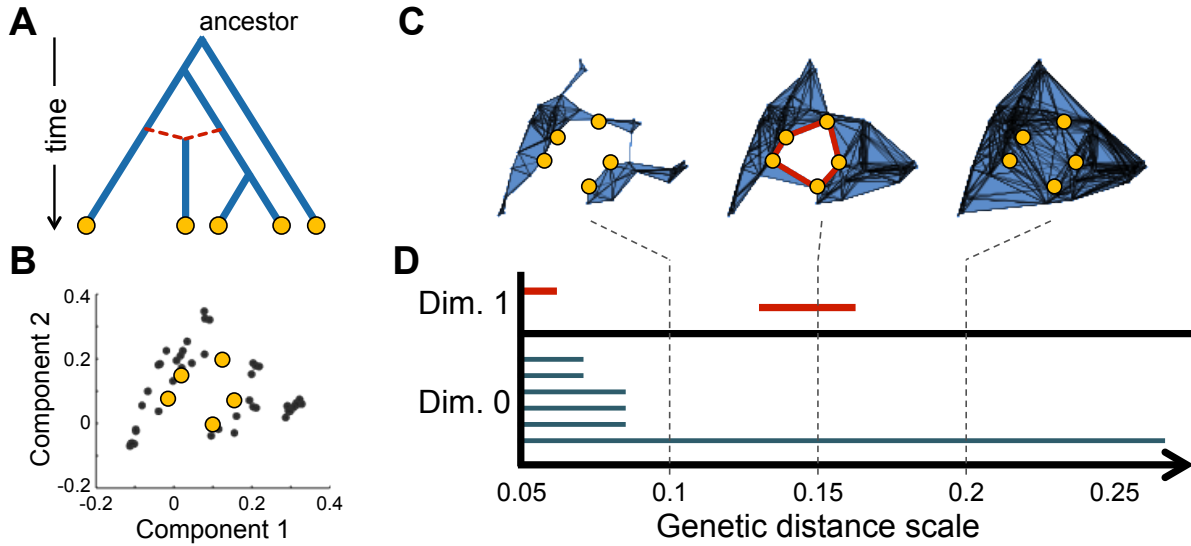 A
ancestor
time
B
Component 2
0.4
0.2
0
-0.2
-0.2
0
0.2
0.4
Component 1
C
D
Dim. 1
Dim. 0
0.05
0.1
0.15
0.2
0.25
Genetic distance scale